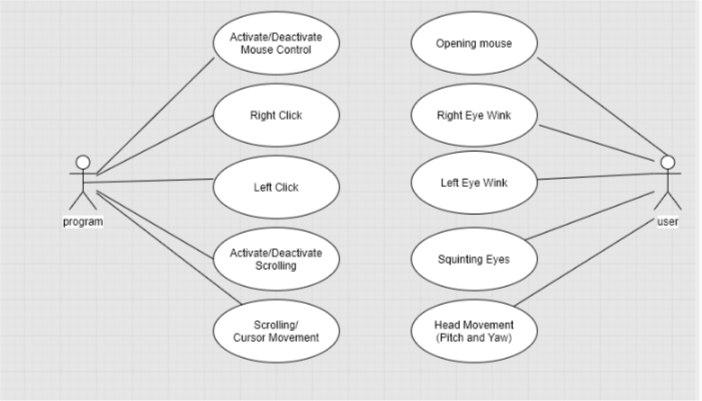 Activate/Deactivate
Mouse Control
Opening mouse
Right Click
Right Eye Wink
Left Click
Left Eye Wink
program
user
Activate/Deactivate
Scrolling
Squinting Eyes
Scrolling/
Cursor Movement
Head Movement
(Pitch and Yaw)